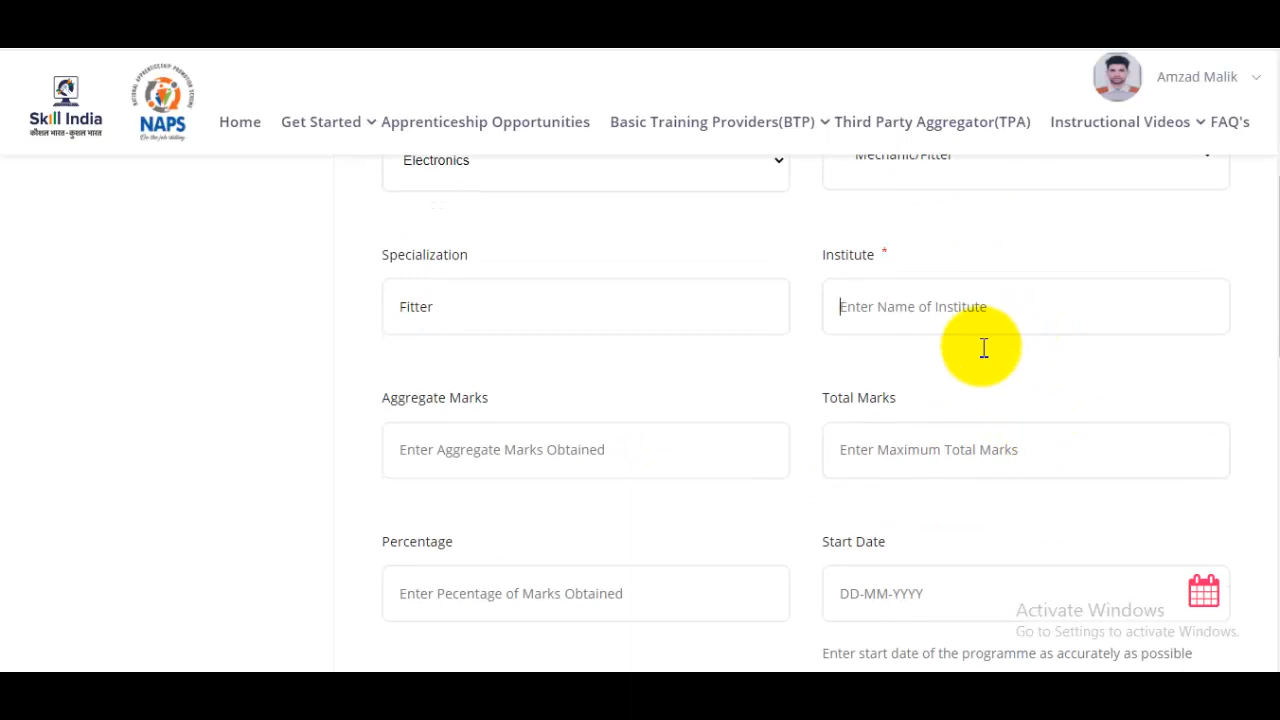 Amzad Malik
Skill India
कौशल भारत-कुशल भारत
NATIONAL APPRENTICESHIP PROMOTION SCHEME
NAPS
Home
Get Started
Apprenticeship Opportunities
Basic Training Providers(BTP)
Third Party Aggregator(TPA)
Instructional Videos
FAQ's
Electronics
Mechanic/Fitter
Specialization
Institute *
Fitter
Enter Name of Institute
Aggregate Marks
Total Marks
Enter Aggregate Marks Obtained
Enter Maximum Total Marks
Percentage
Start Date
Enter Pecentage of Marks Obtained
DD-MM-YYYY
Activate Windows
Go to Settings to activate Windows.
Enter start date of the programme as accurately as possible